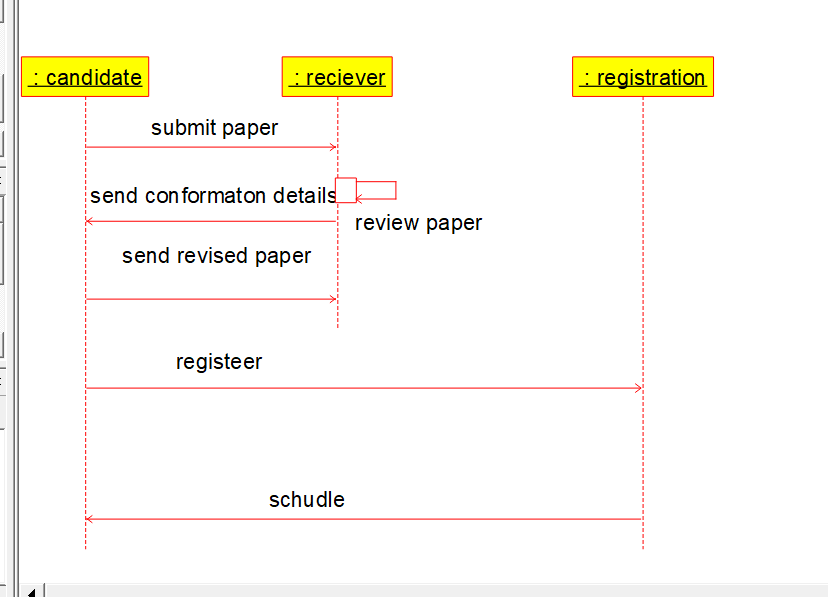 : candidate
: reciever
: registration
submit paper
send conformaton details
review paper
send revised paper
registeer
schudle